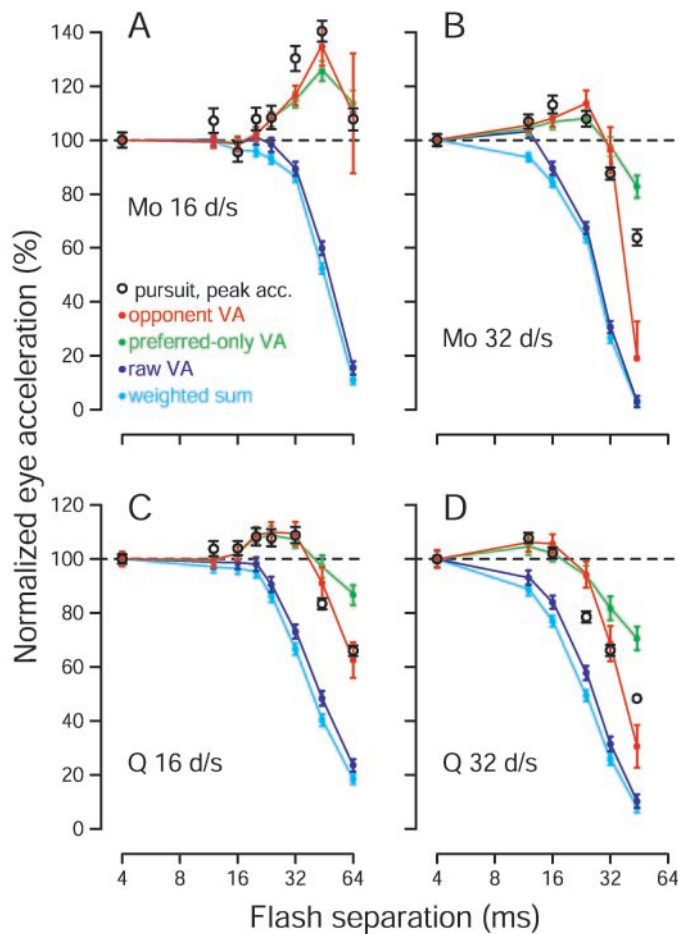 A
B
140
120
100
80
60
40
20
0
Mo 16 d/s
pursuit, peak acc.
opponent VA
preferred-only VA
raw VA
weighted sum
Mo 32 d/s
Normalized eye acceleration (%)
C
D
120
100
80
60
40
20
0
Q 16 d/s
Q 32 d/s
4 8 16 32 64
4 8 16 32 64
Flash separation (ms)